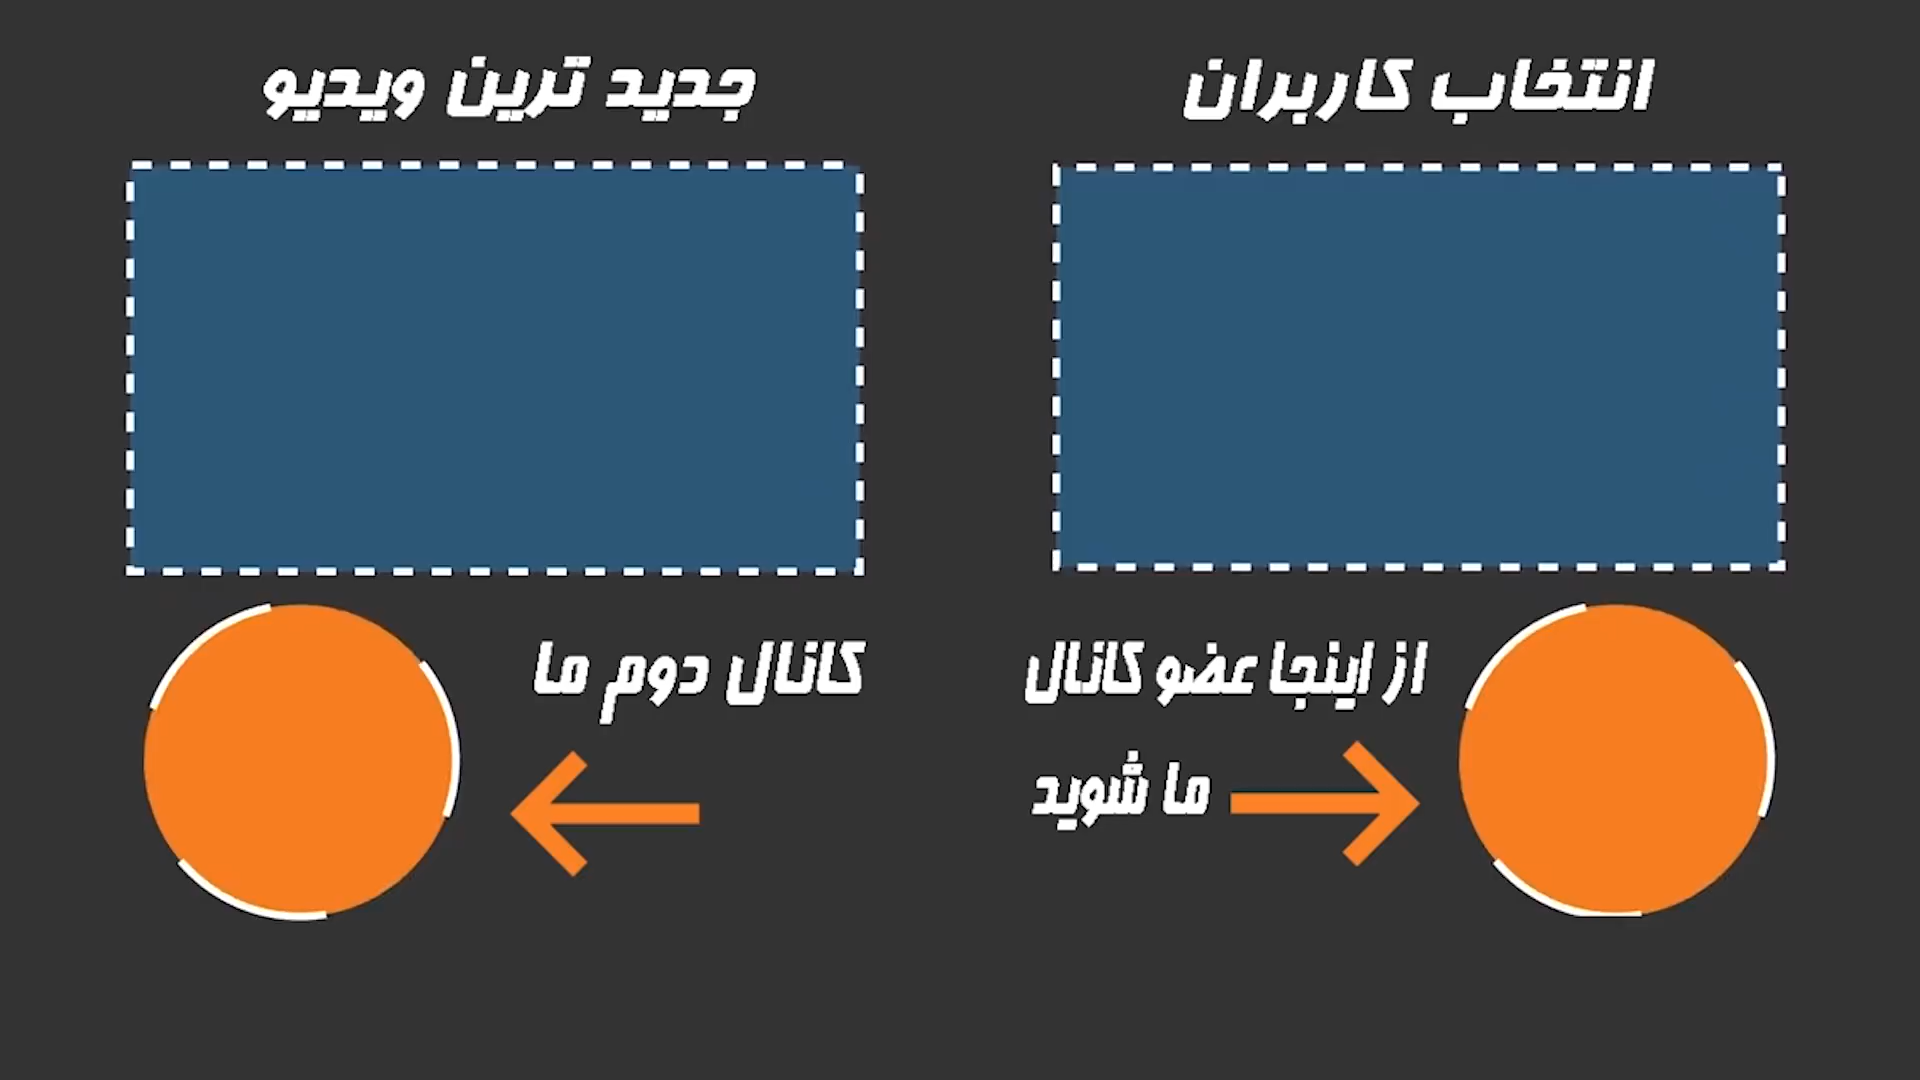 انتخاب کاربران
جدید ترین ویدیو
از اینجا عضو کانال
ما شوید
کانال دوم ما